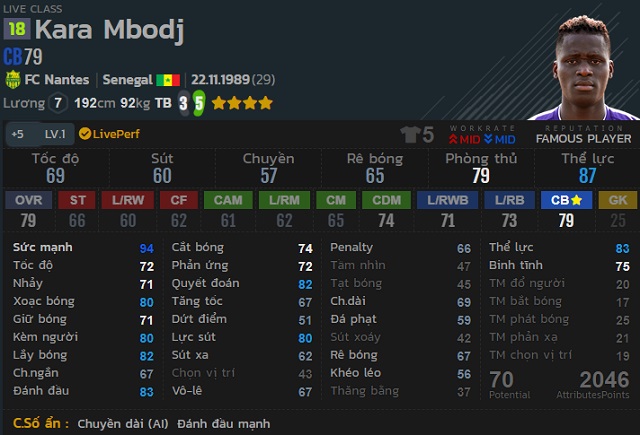 LIVE CLASS
18 Kara Mbodj
CB79
FC Nantes | Senegal | 22.11.1989 (29)
Lương 7 192cm 92kg TB 3 5
+5 LV.1 LivePerf 5 WORKRATE MID MID REPUTATION FAMOUS PLAYER
Tốc độ Sút Chuyền Rê bóng Phòng thủ Thể lực
69 60 57 65 79 87
OVR ST L/RW CF CAM L/RM CM CDM L/RWB L/RB CB GK
79 66 60 62 61 62 65 74 71 73 79 25
Sức mạnh 94 Cắt bóng 74 Penalty 66 Thể lực 83
Tốc độ 72 Phản ứng 72 Tầm nhìn 47 Bình tĩnh 75
Nhảy 71 Quyết đoán 82 Tạt bóng 45 TM đổ người 20
Xoạc bóng 80 Tăng tốc 67 Ch.dài 69 TM bắt bóng 17
Giữ bóng 71 Dứt điểm 51 Đá phạt 59 TM phát bóng 25
Kèm người 80 Lực sút 80 Sút xoáy 42 TM phản xạ 21
Lấy bóng 82 Sút xa 62 Rê bóng 67 TM chọn vị trí 19
Ch.ngắn 67 Chọn vị trí 43 Khéo léo 56 70 2046
Đánh đầu 83 Vô-lê 67 Thăng bằng 37 Potential AttributesPoints
C.Số ẩn : Chuyền dài (AI) Đánh đầu mạnh